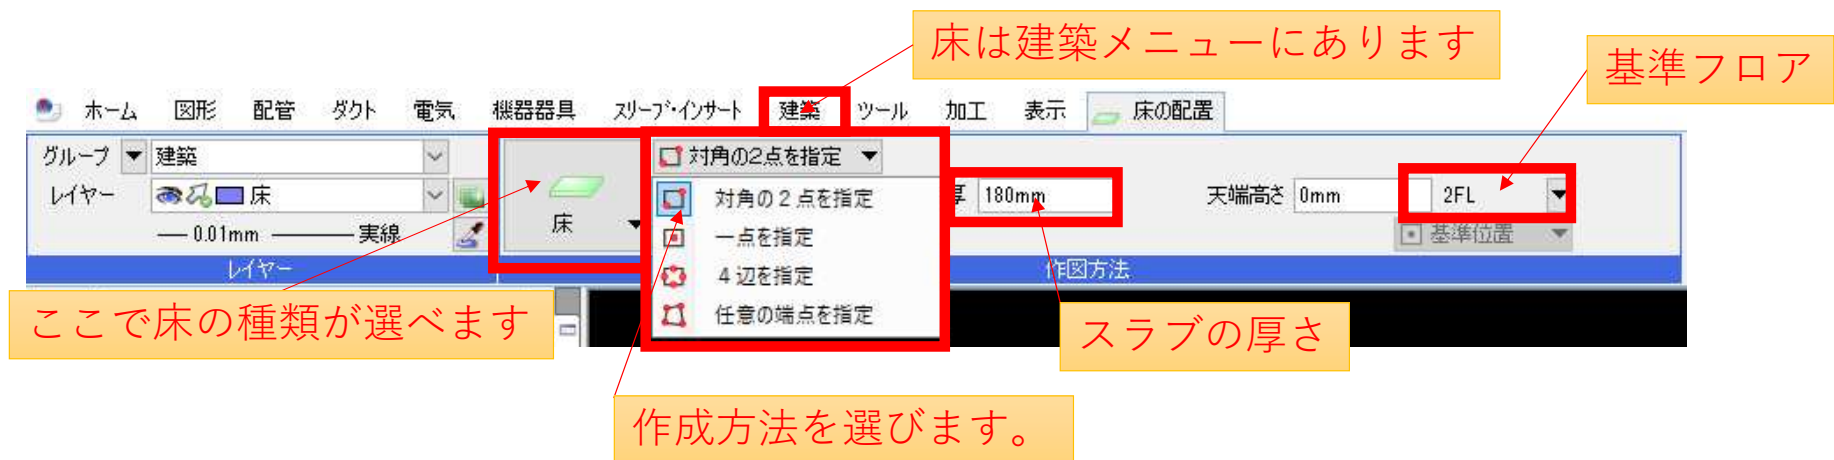 床は建築メニューにあります
基準フロア
ホーム 図形 配管 ダクト 電気 機器器具 スリーブ・インサート 建築 ツール 加工 表示 床の配置
グループ 建築
対角の2点を指定
レイヤー 床
対角の２点を指定
180mm
天端高さ 0mm 2FL
床
0.01mm 実線
一点を指定
基準位置
レイヤー
４辺を指定
作図方法
任意の端点を指定
ここで床の種類が選べます
スラブの厚さ
作成方法を選びます。